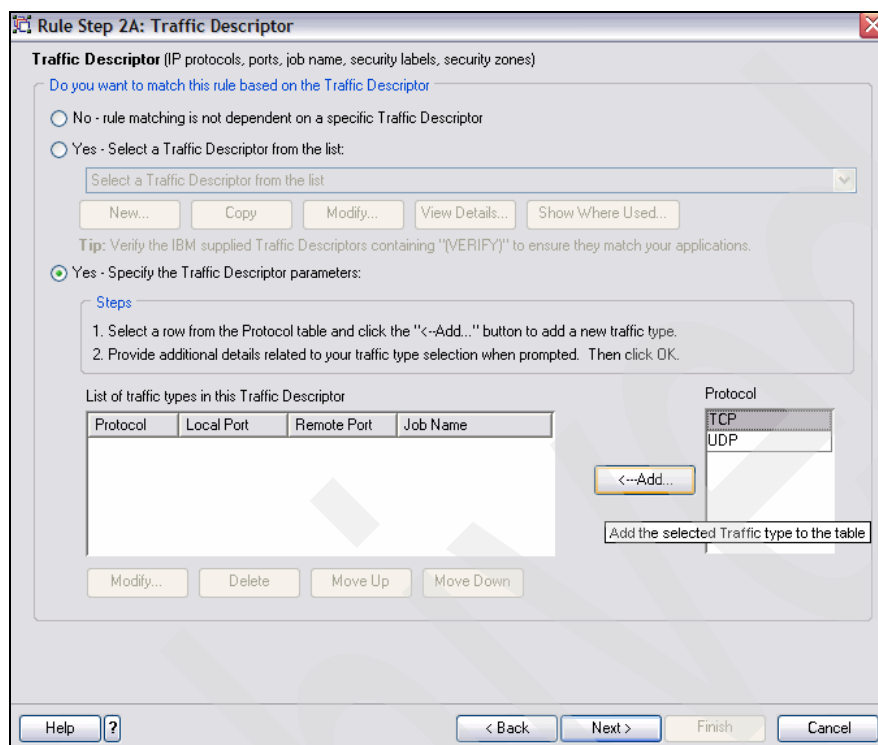 Rule Step 2A: Traffic Descriptor
Traffic Descriptor (IP protocols, ports, job name, security labels, security zones)
Do you want to match this rule based on the Traffic Descriptor
No - rule matching is not dependent on a specific Traffic Descriptor
Yes - Select a Traffic Descriptor from the list:
Select a Traffic Descriptor from the list
New... Copy Modify... View Details... Show Where Used...
Tip: Verify the IBM supplied Traffic Descriptors containing "(VERIFY)" to ensure they match your applications.
Yes - Specify the Traffic Descriptor parameters:
Steps
1. Select a row from the Protocol table and click the "<--Add..." button to add a new traffic type.
2. Provide additional details related to your traffic type selection when prompted. Then click OK.
List of traffic types in this Traffic Descriptor
Protocol Local Port Remote Port Job Name
Protocol
TCP
UDP
<---Add...
Add the selected Traffic type to the table
Modify... Delete Move Up Move Down
Help ? < Back Next > Finish Cancel